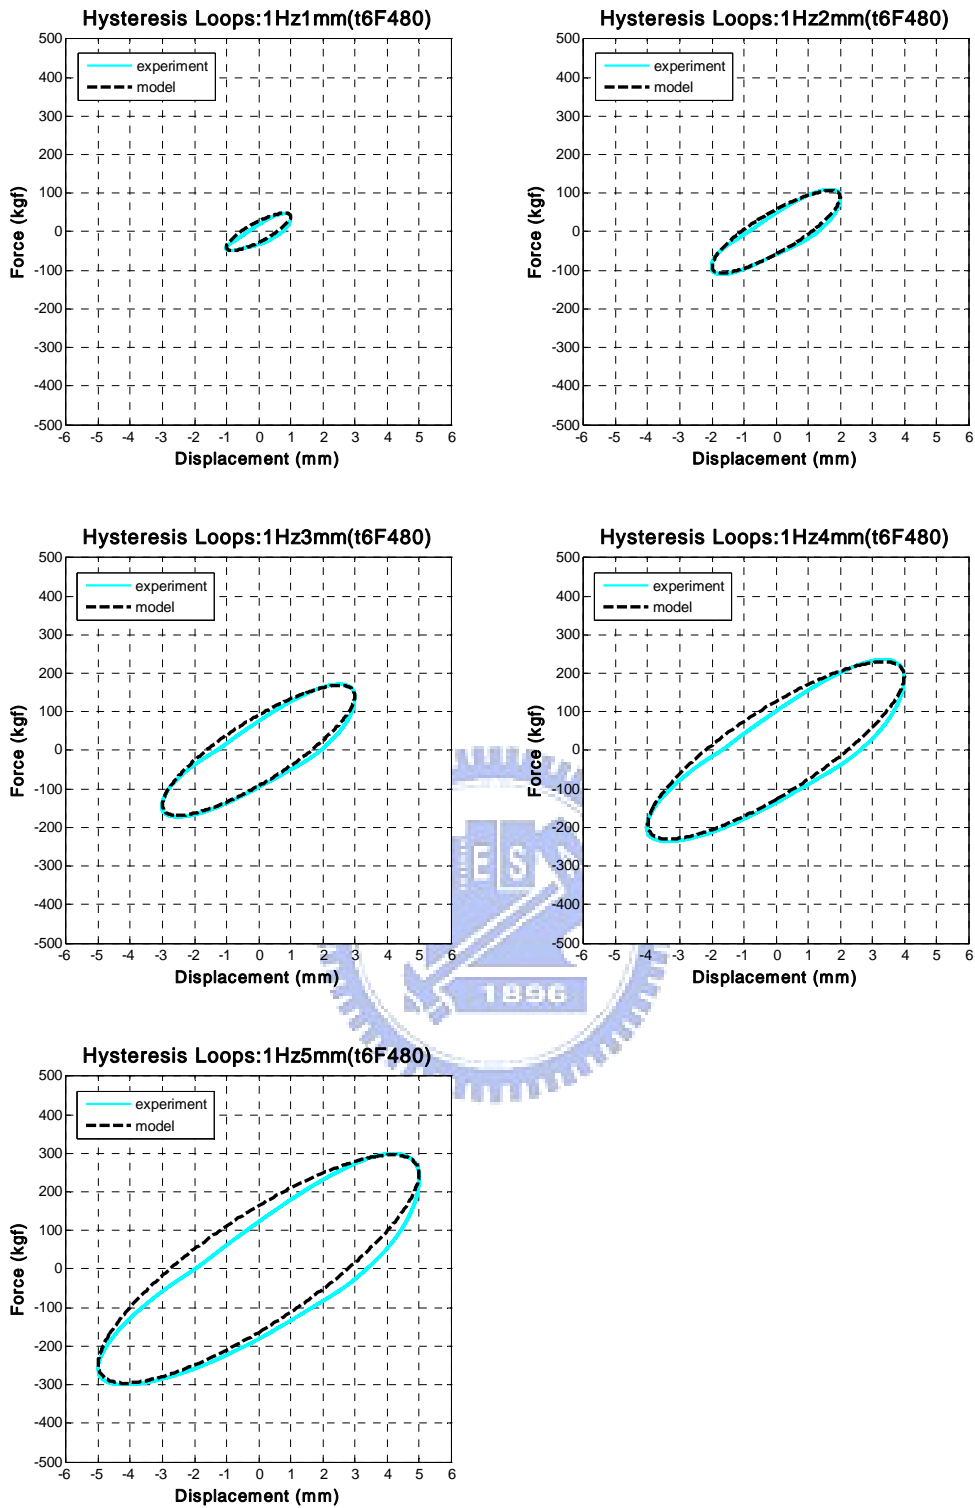 Hysteresis Loops:1Hz1mm(t6F480)
experiment
model
500
400
300
200
100
0
-100
-200
-300
-400
-500
-6 -5 -4 -3 -2 -1 0 1 2 3 4 5 6
Force (kgf)
Displacement (mm)
Hysteresis Loops:1Hz2mm(t6F480)
experiment
model
500
400
300
200
100
0
-100
-200
-300
-400
-500
-6 -5 -4 -3 -2 -1 0 1 2 3 4 5 6
Force (kgf)
Displacement (mm)
Hysteresis Loops:1Hz3mm(t6F480)
experiment
model
500
400
300
200
100
0
-100
-200
-300
-400
-500
-6 -5 -4 -3 -2 -1 0 1 2 3 4 5 6
Force (kgf)
Displacement (mm)
Hysteresis Loops:1Hz4mm(t6F480)
experiment
model
500
400
300
200
100
0
-100
-200
-300
-400
-500
-6 -5 -4 -3 -2 -1 0 1 2 3 4 5 6
Force (kgf)
Displacement (mm)
ES
1896
Hysteresis Loops:1Hz5mm(t6F480)
experiment
model
500
400
300
200
100
0
-100
-200
-300
-400
-500
-6 -5 -4 -3 -2 -1 0 1 2 3 4 5 6
Force (kgf)
Displacement (mm)